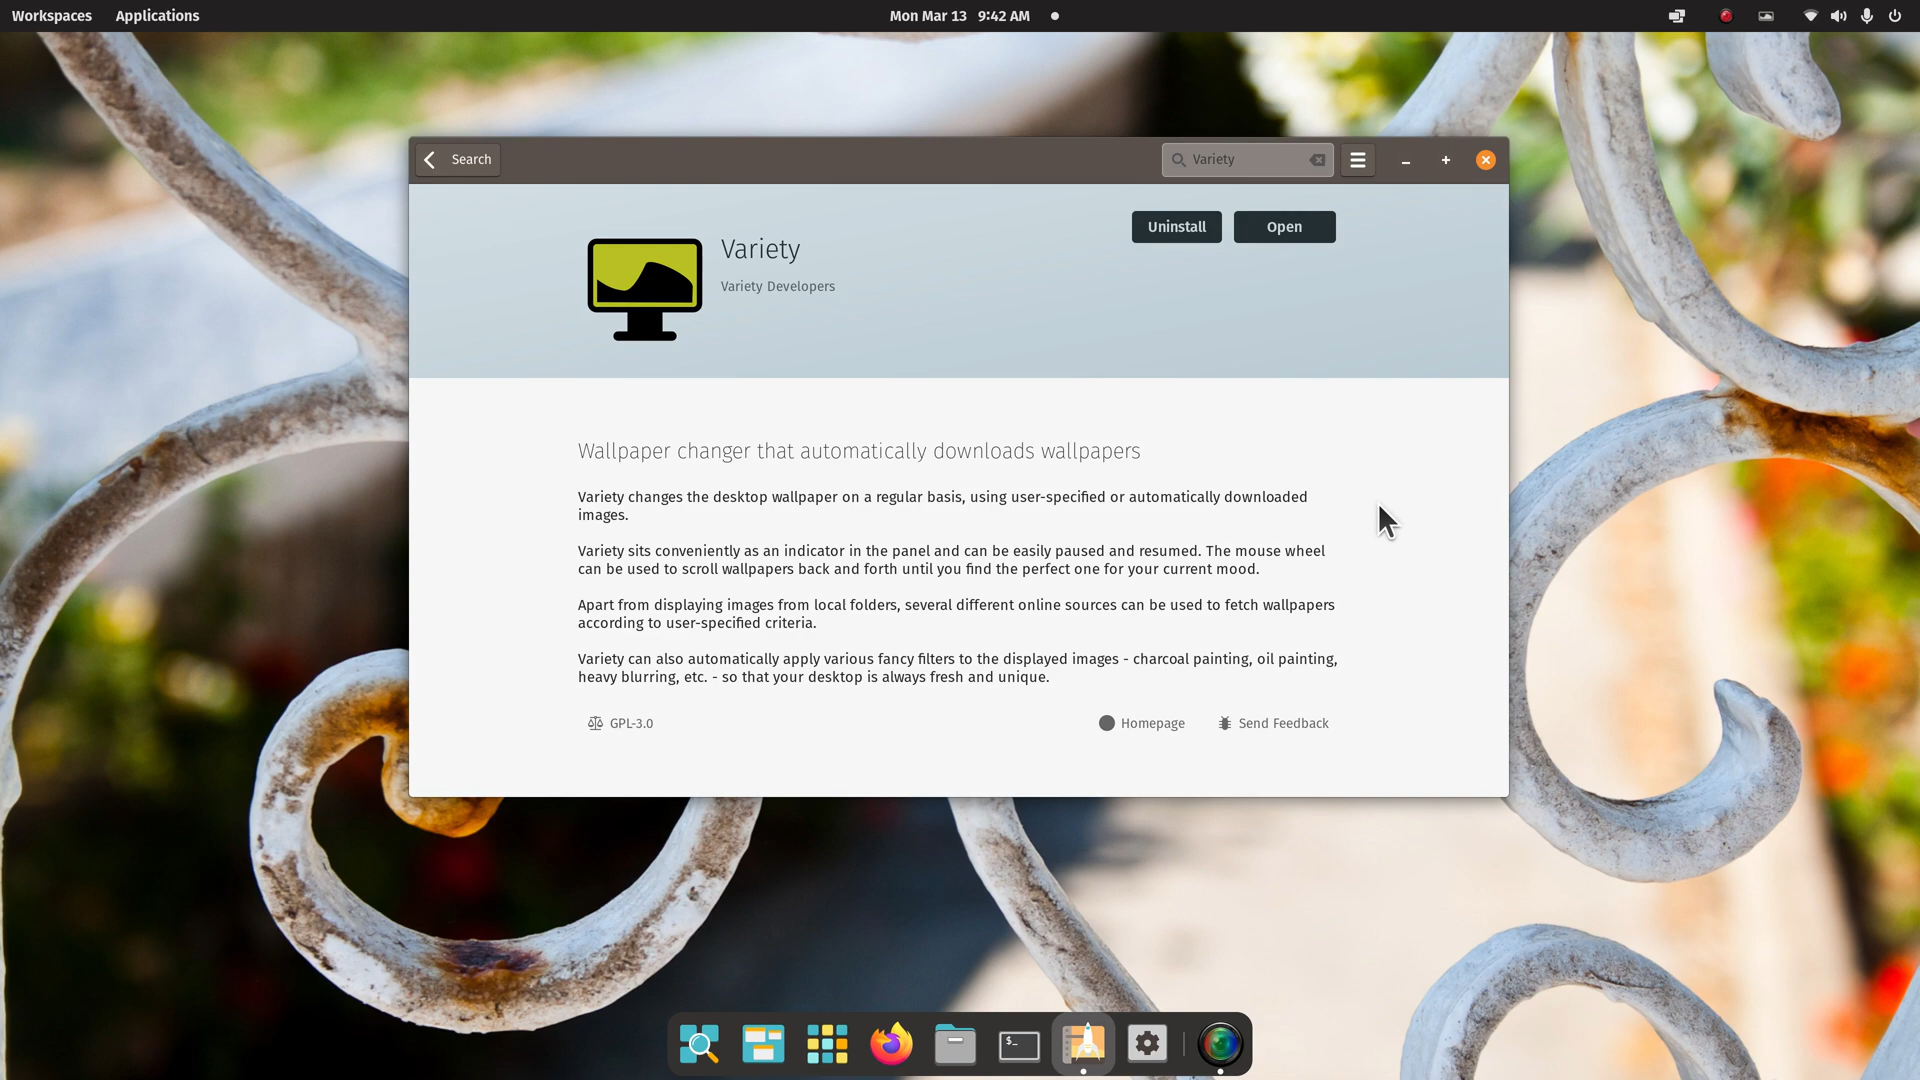 Workspaces Applications Mon Mar 13 9:42 AM
Search Variety
Uninstall Open
Variety
Variety Developers
Wallpaper changer that automatically downloads wallpapers
Variety changes the desktop wallpaper on a regular basis, using user-specified or automatically downloaded
images.
Variety sits conveniently as an indicator in the panel and can be easily paused and resumed. The mouse wheel
can be used to scroll wallpapers back and forth until you find the perfect one for your current mood.
Apart from displaying images from local folders, several different online sources can be used to fetch wallpapers
according to user-specified criteria.
Variety can also automatically apply various fancy filters to the displayed images - charcoal painting, oil painting,
heavy blurring, etc. - so that your desktop is always fresh and unique.
GPL-3.0 Homepage Send Feedback
$_